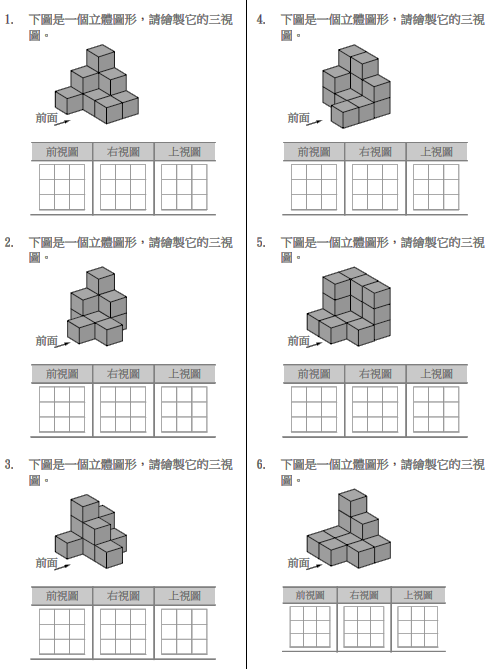 1. 下圖是一個立體圖形，請繪製它的三視
圖。
前面
前視圖 右視圖 上視圖
2. 下圖是一個立體圖形，請繪製它的三視
圖。
前面
前視圖 右視圖 上視圖
3. 下圖是一個立體圖形，請繪製它的三視
圖。
前面
前視圖 右視圖 上視圖
4. 下圖是一個立體圖形，請繪製它的三視
圖。
前面
前視圖 右視圖 上視圖
5. 下圖是一個立體圖形，請繪製它的三視
圖。
前面
前視圖 右視圖 上視圖
6. 下圖是一個立體圖形，請繪製它的三視
圖。
前面
前視圖 右視圖 上視圖